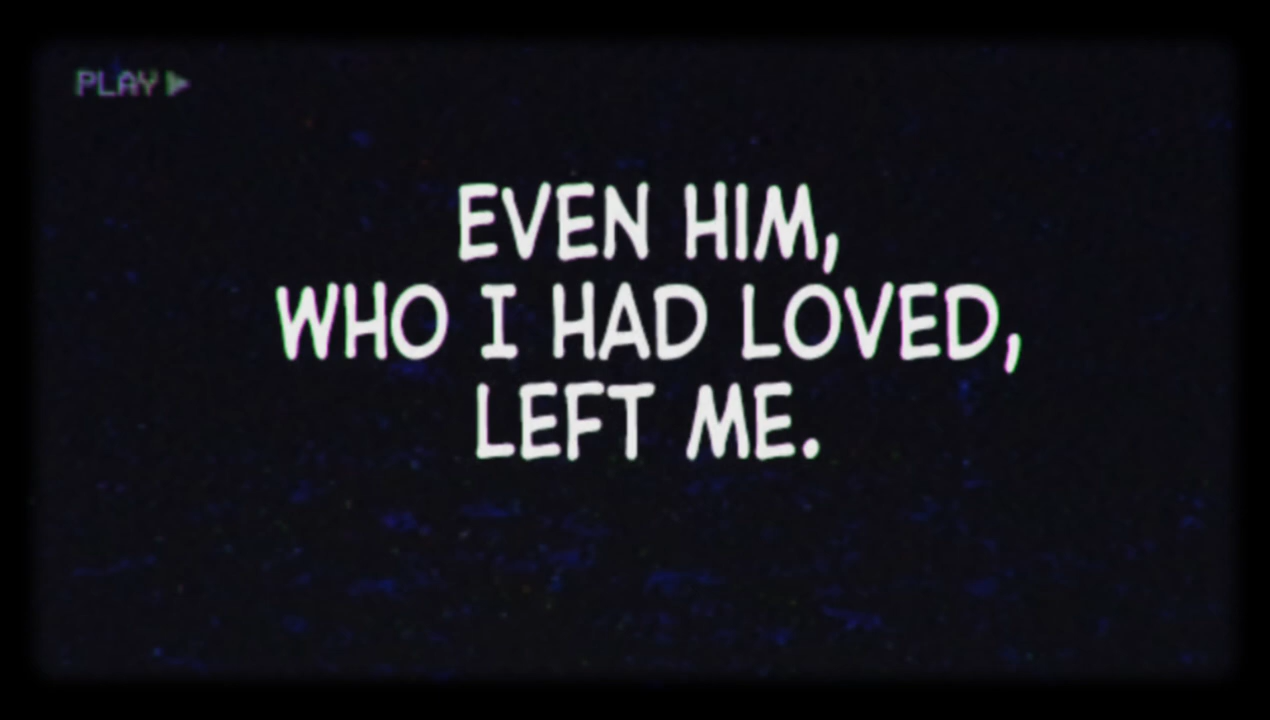 PLAY ▶
EVEN HIM,
WHO I HAD LOVED,
LEFT ME.